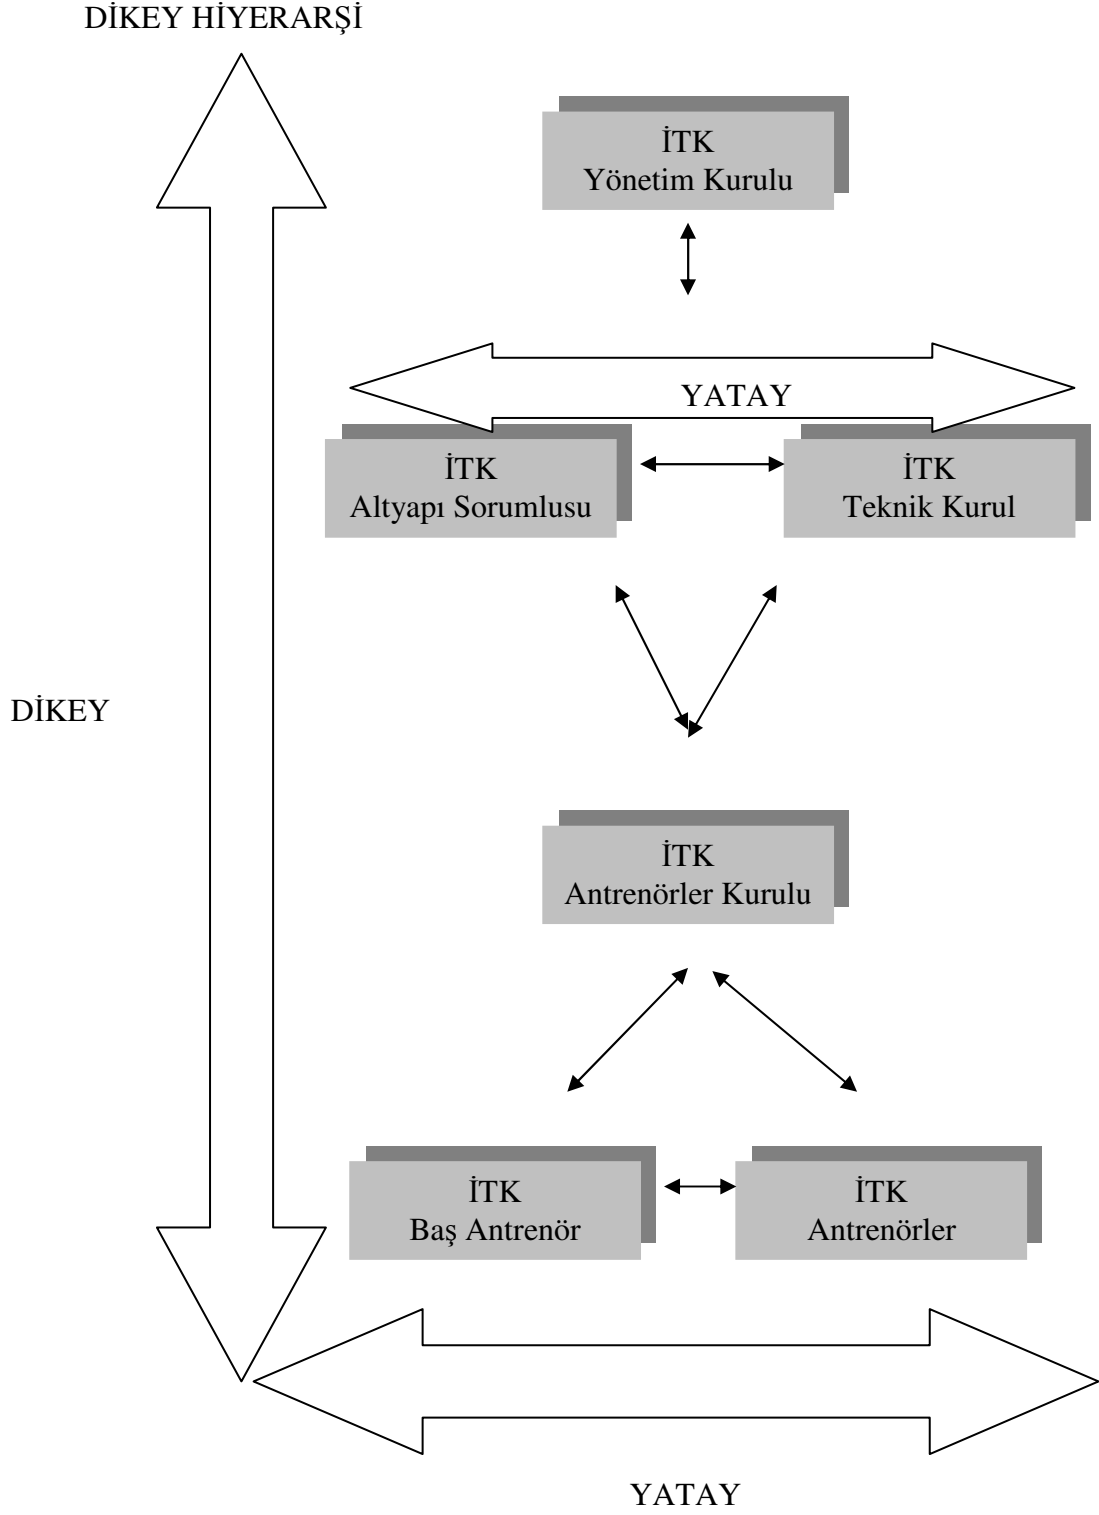 DİKEY HİYERARŞİ
İTK
Yönetim Kurulu
YATAY
İTK
Altyapı Sorumlusu
İTK
Teknik Kurul
DİKEY
İTK
Antrenörler Kurulu
İTK
Baş Antrenör
İTK
Antrenörler
YATAY